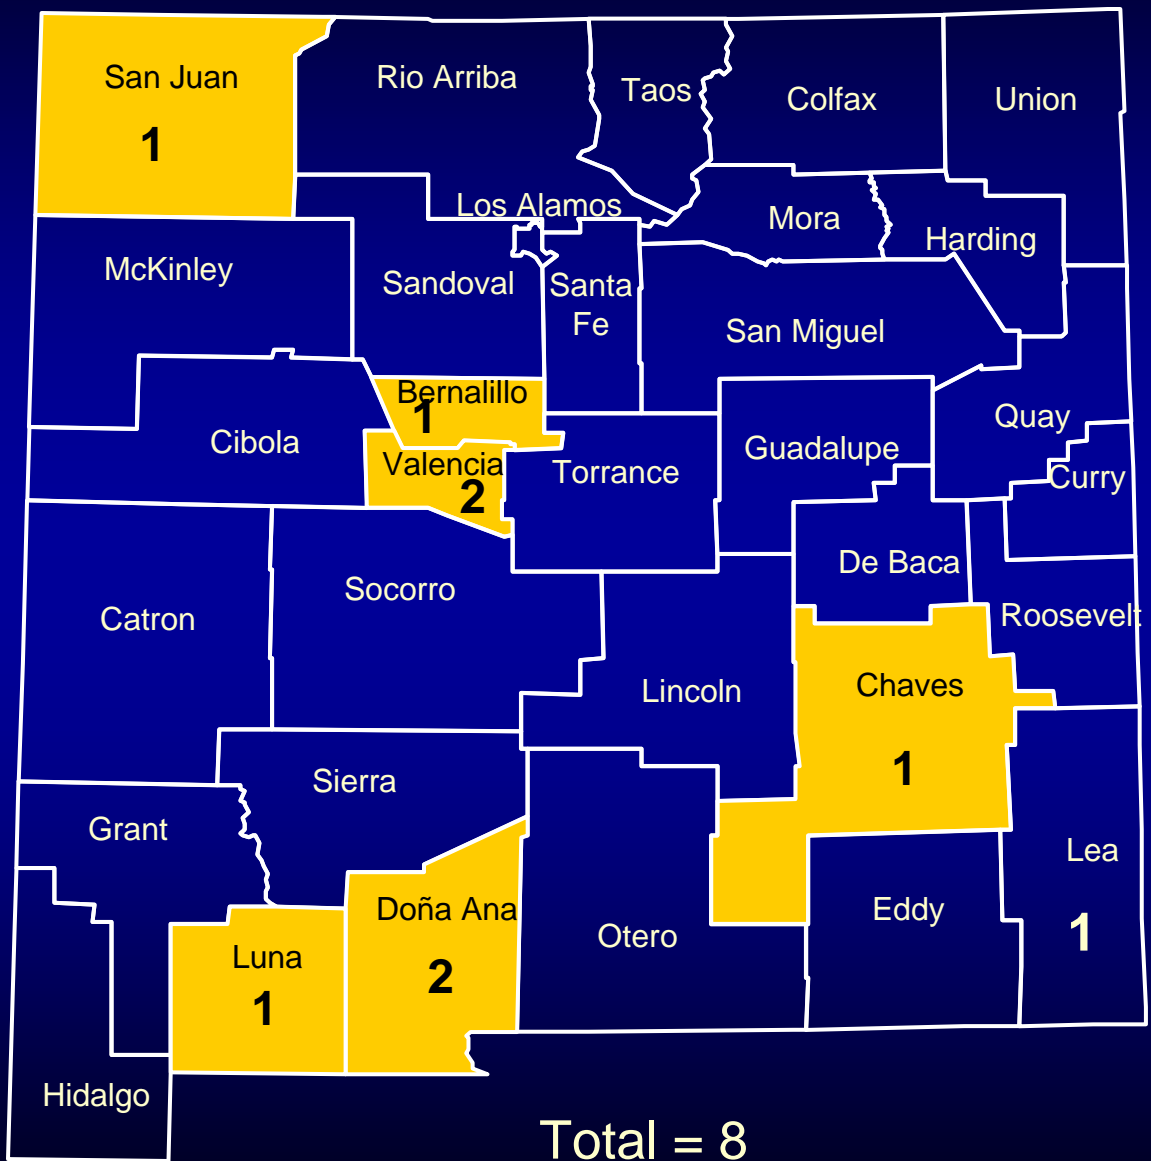 San Juan
1
Rio Arriba
Taos
Colfax
Union
Los Alamos
Mora
Harding
McKinley
Sandoval
Santa
Fe
San Miguel
Bernalillo
1
Quay
Cibola
Valencia
2
Torrance
Guadalupe
Curry
De Baca
Socorro
Catron
Roosevelt
Lincoln
Chaves
1
Sierra
Grant
Lea
1
Doña Ana
2
Eddy
Otero
Luna
1
Hidalgo
Total = 8